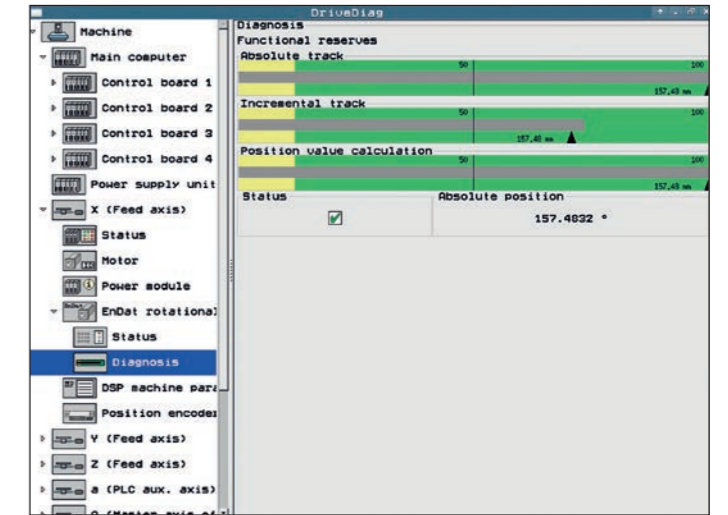 DriveDiag
Machine
Main computer
Control board 1
Control board 2
Control board 3
Control board 4
Power supply unit
X (Feed axis)
Status
Motor
Power module
EnDat rotational
Status
Diagnosis
DSP machine para
Position encoder
Y (Feed axis)
Z (Feed axis)
a (PLC aux. axis)
Diagnosis
Functional reserves
Absolute track
50 100
157.48 mm
Incremental track
50 100
157.48 mm
Position value calculation
50 100
157.48 mm
Status
Absolute position
157.4832 °